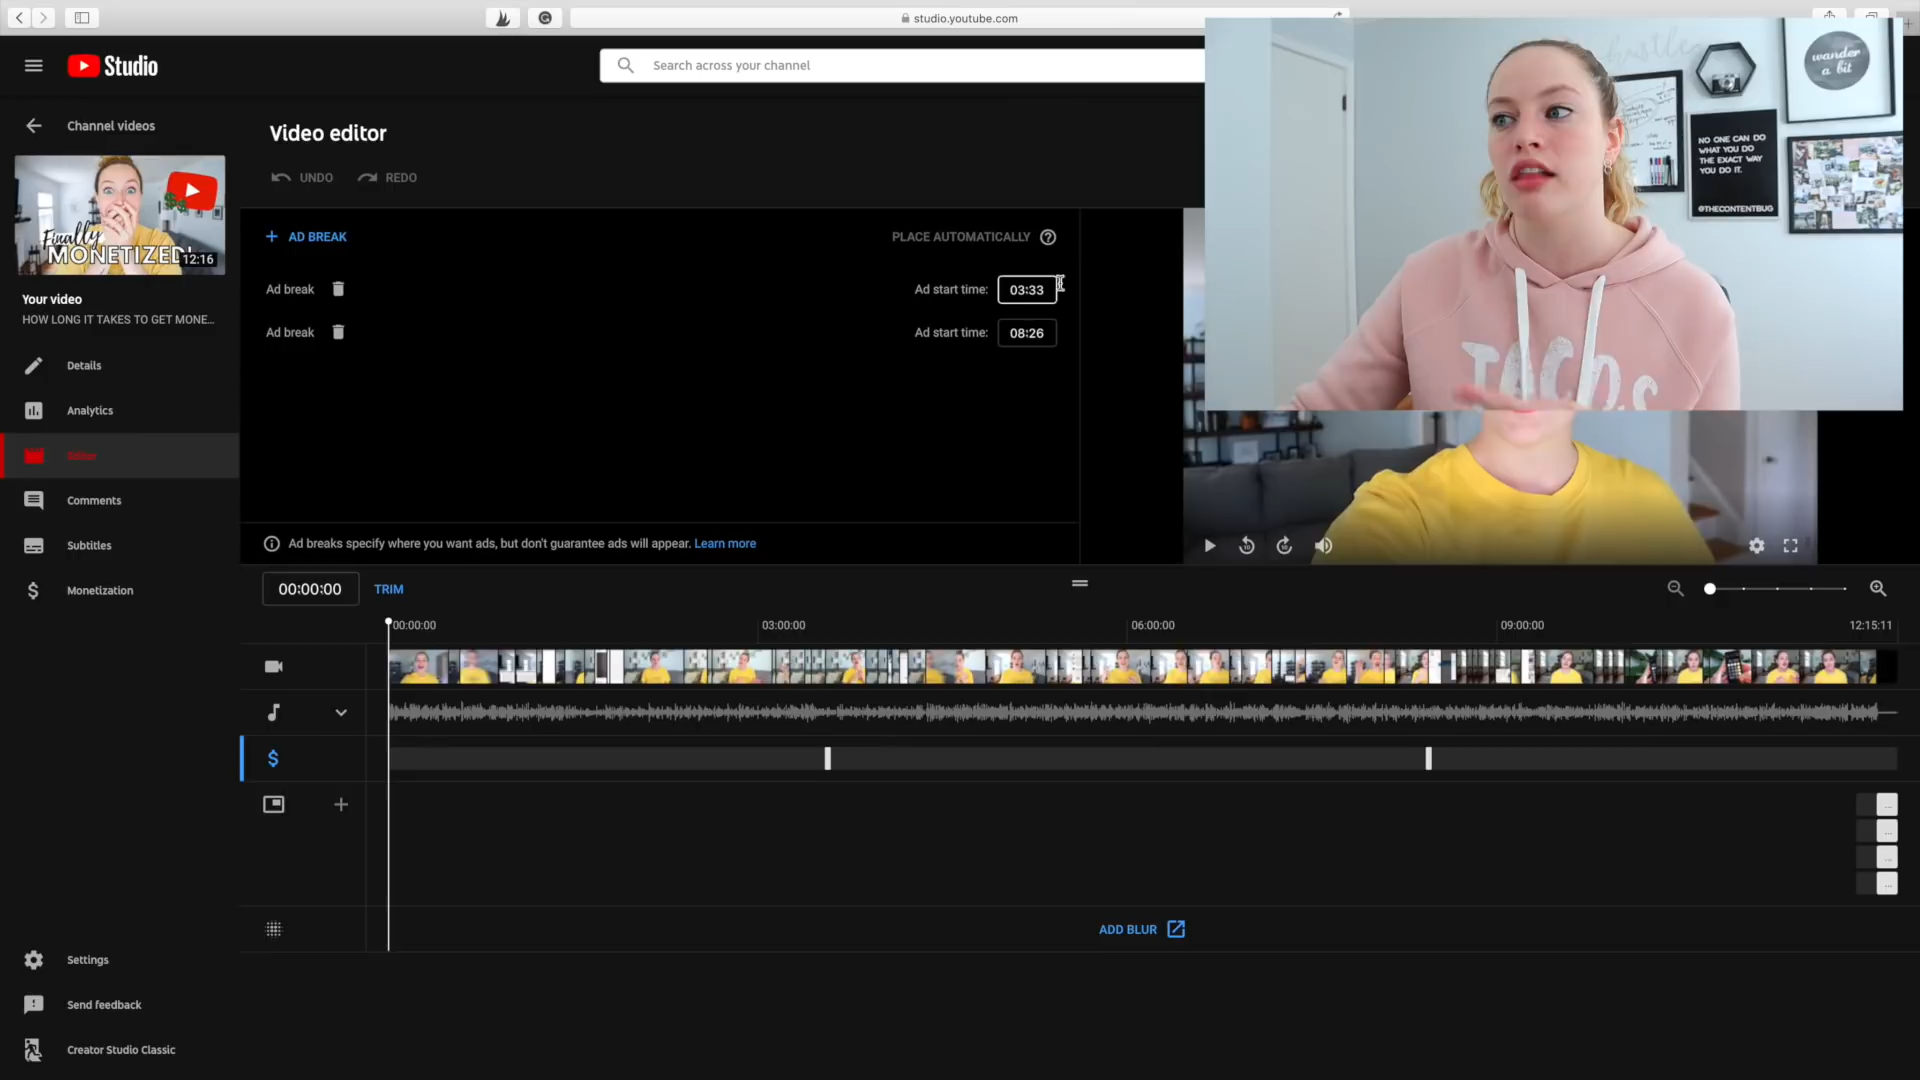 studio.youtube.com
Studio
Search across your channel
Channel videos
Video editor
UNDO
REDO
Finally
MONETIZED!
12:16
Your video
HOW LONG IT TAKES TO GET MONE...
Details
Analytics
Editor
Comments
Subtitles
Monetization
Settings
Send feedback
Creator Studio Classic
AD BREAK
PLACE AUTOMATICALLY
Ad break
Ad start time:
03:33
Ad break
Ad start time:
08:26
Ad breaks specify where you want ads, but don't guarantee ads will appear. Learn more
hustle
wander
a bit
NO ONE CAN DO
WHAT YOU DO
THE EXACT WAY
YOU DO IT.
@THECONTENTBUG
TACOS
00:00:00
TRIM
00:00:00
03:00:00
06:00:00
09:00:00
12:15:11
ADD BLUR